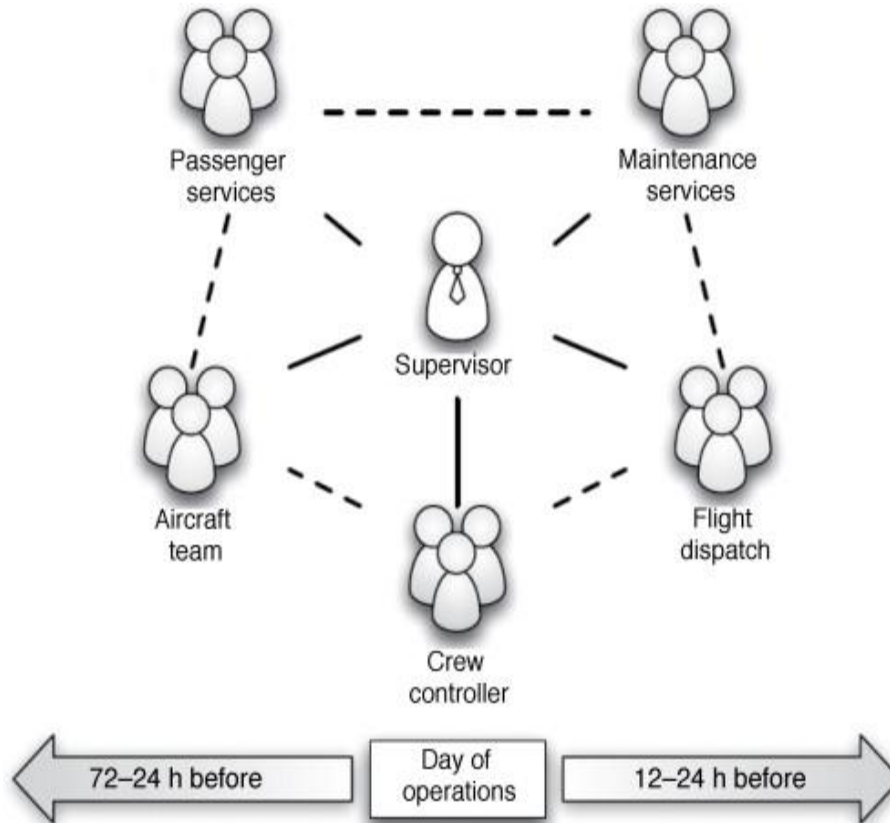 Passenger
services
Maintenance
services
Supervisor
Aircraft
team
Flight
dispatch
Crew
controller
72–24 h before
Day of
operations
12–24 h before